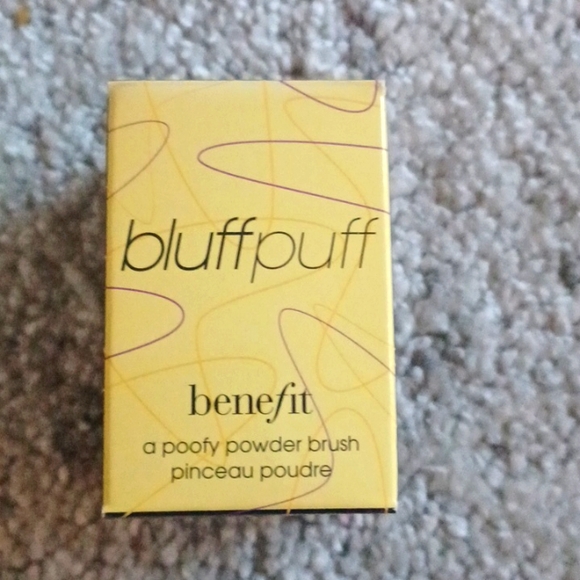 bluffpuff
benefit
a poofy powder brush
pinceau poudre